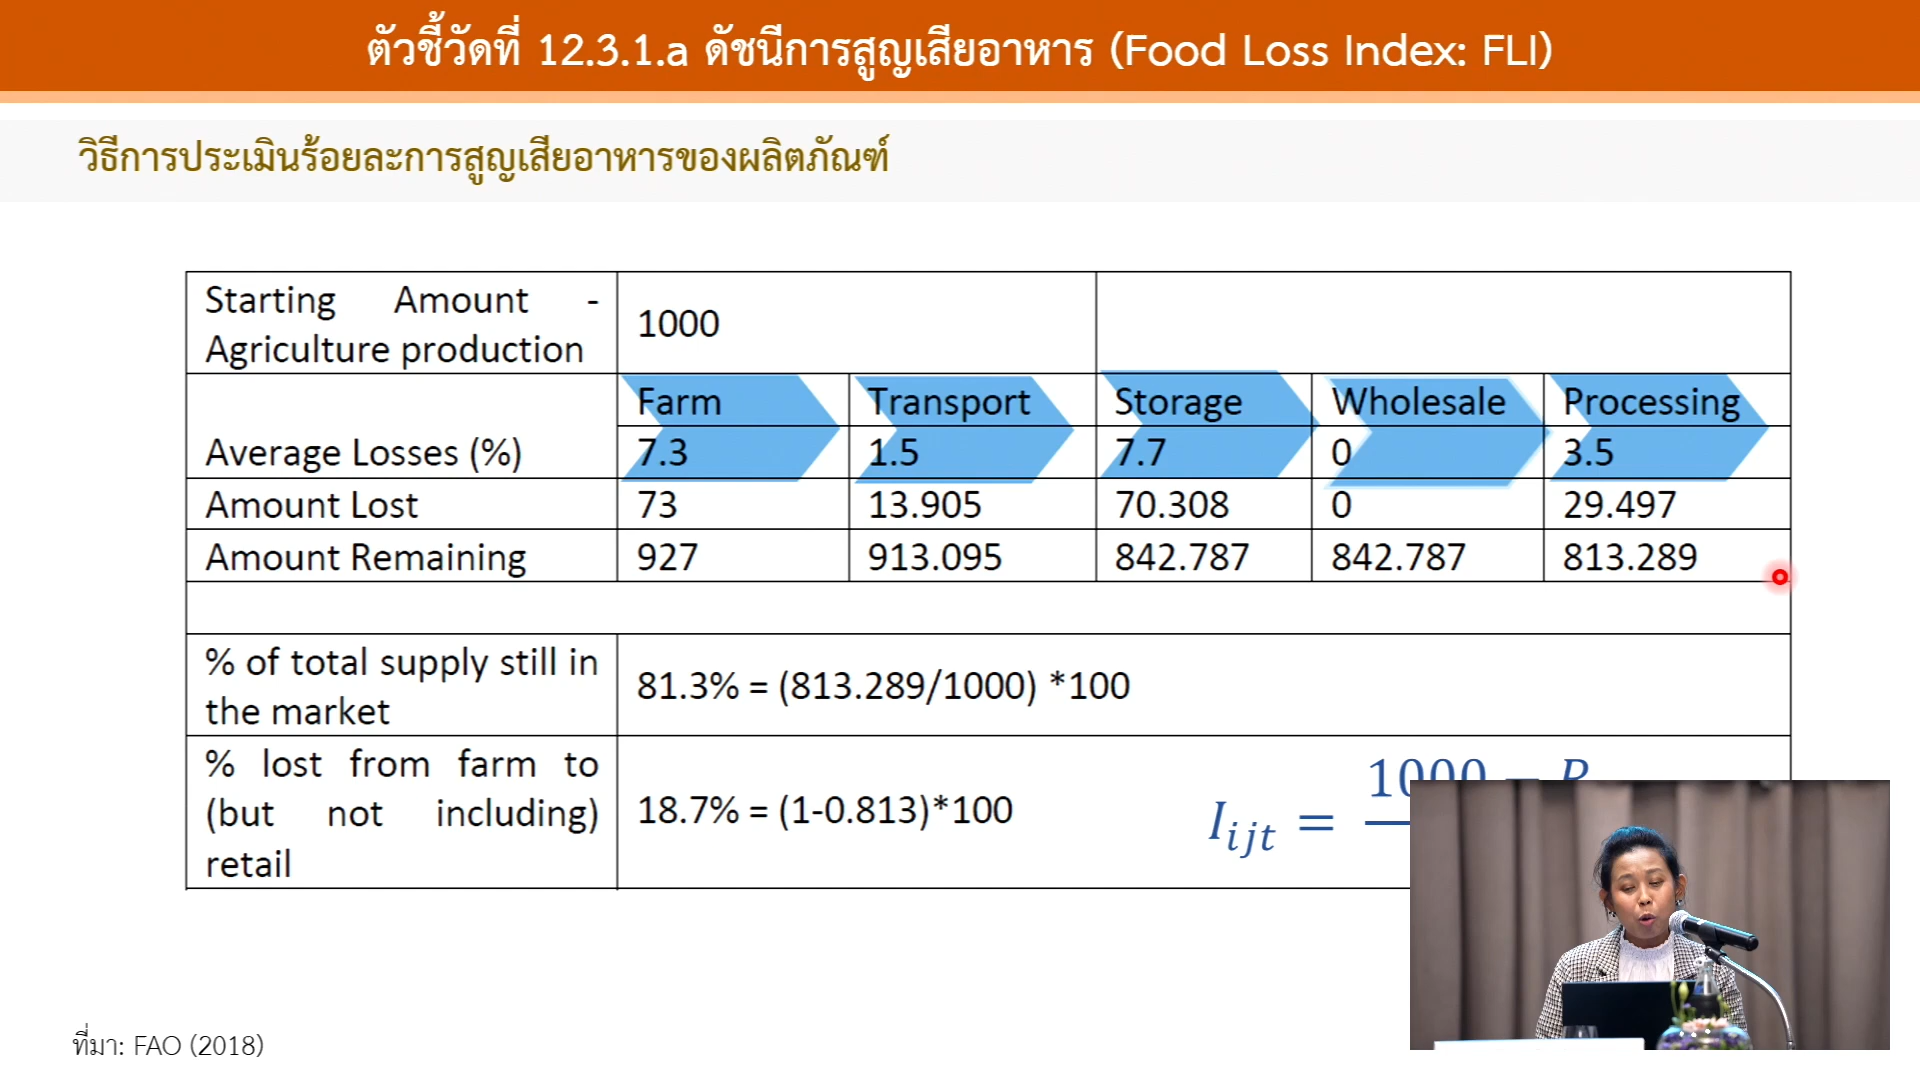 ตัวชี้วัดที่ 12.3.1.a ดัชนีการสูญเสียอาหาร (Food Loss Index: FLI)
วิธีการประเมินร้อยละการสูญเสียอาหารของผลิตภัณฑ์
Starting Amount -
Agriculture production
1000
Farm Transport Storage Wholesale Processing
Average Losses (%) 7.3 1.5 7.7 0 3.5
Amount Lost 73 13.905 70.308 0 29.497
Amount Remaining 927 913.095 842.787 842.787 813.289
% of total supply still in
the market
81.3% = (813.289/1000) *100
% lost from farm to
(but not including)
retail
18.7% = (1-0.813)*100
I_{ijt} = 1000 –
ที่มา: FAO (2018)